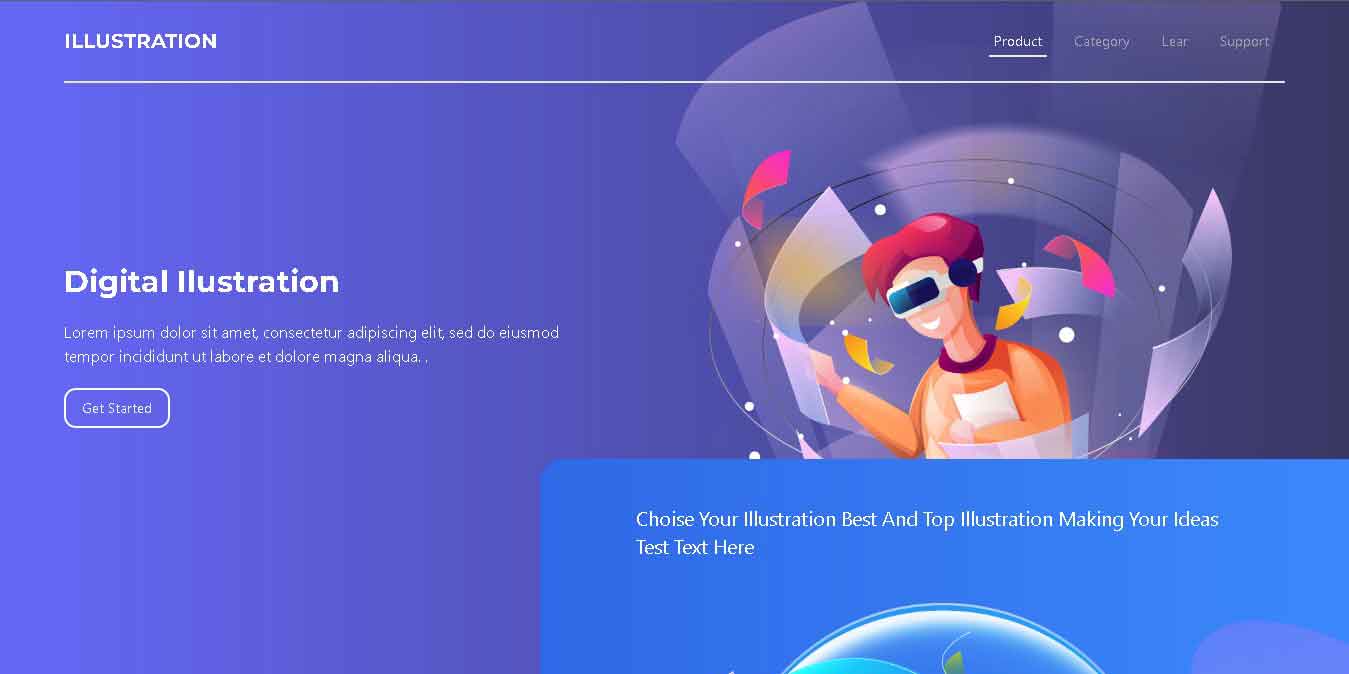 ILLUSTRATION
Product Category Lear Support
Digital Ilustration
Lorem ipsum dolor sit amet, consectetur adipiscing elit, sed do eiusmod
tempor incididunt ut labore et dolore magna aliqua. .
Get Started
Choise Your Illustration Best And Top Illustration Making Your Ideas
Test Text Here